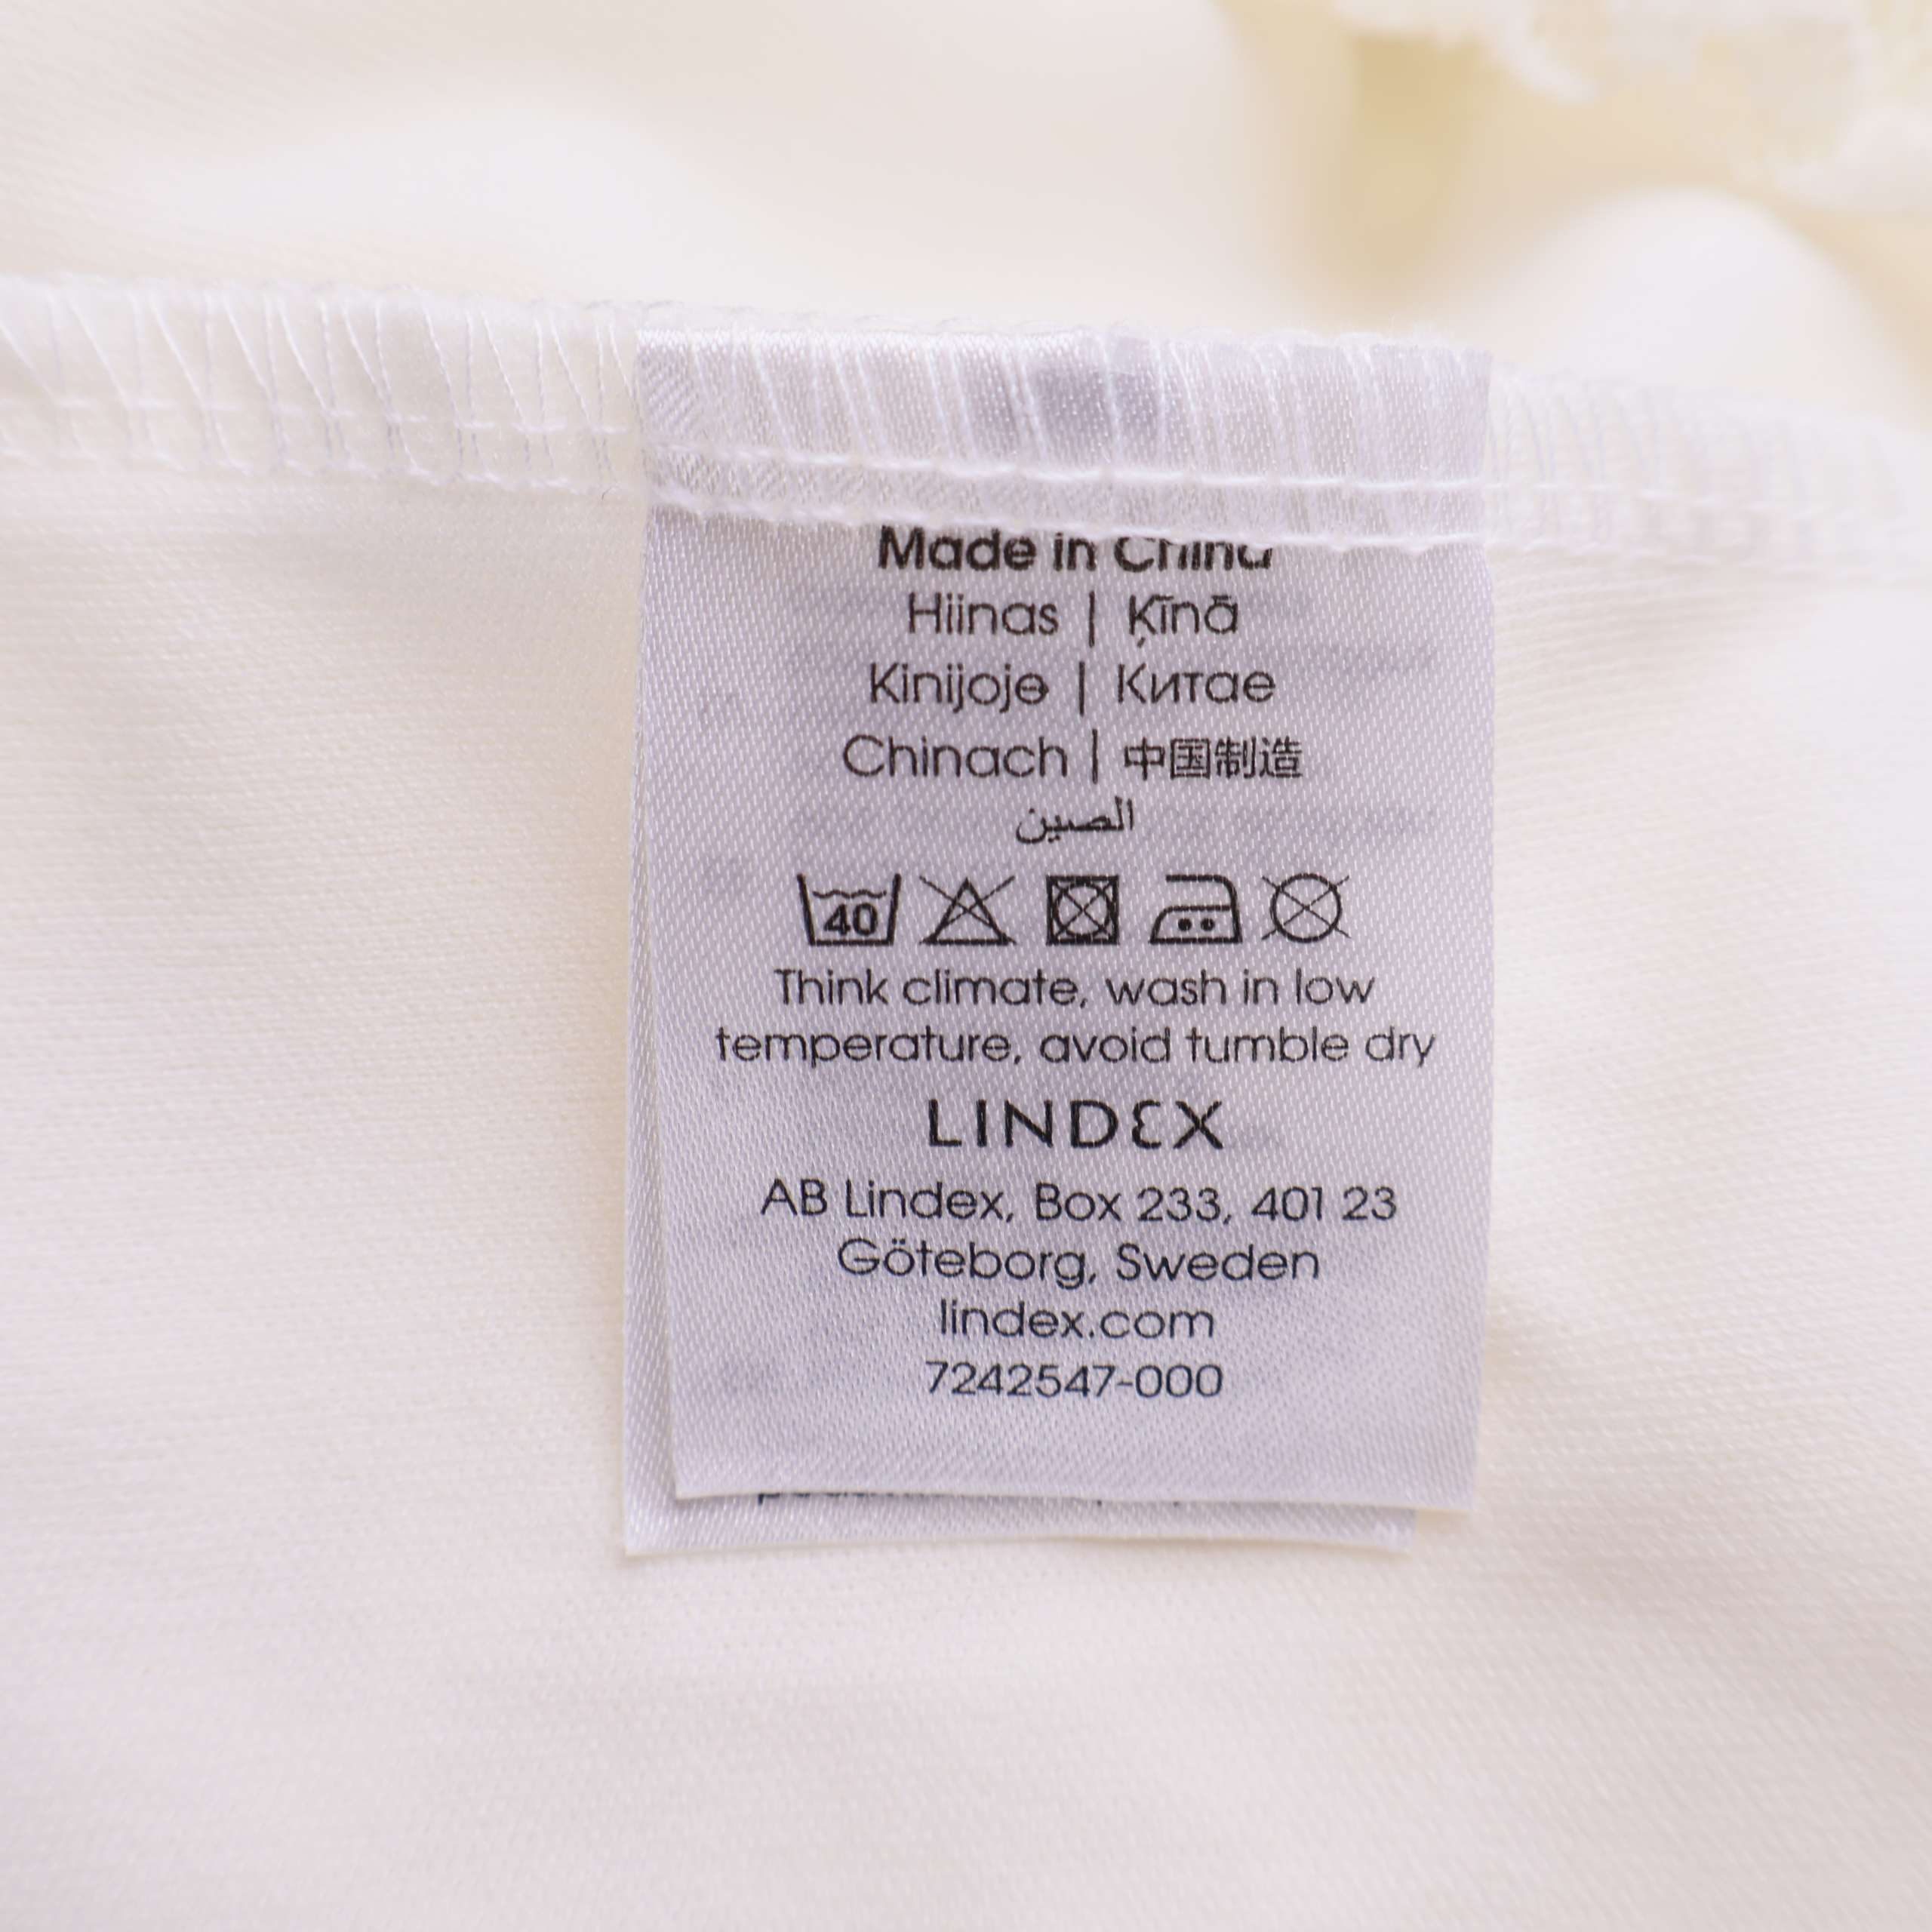 Made in China
Hiinas | Ķīnā
Kinijoje | Китае
Chinach | 中国制造
الصين
40
Think climate, wash in low
temperature, avoid tumble dry
LINDEX
AB Lindex, Box 233, 401 23
Göteborg, Sweden
lindex.com
7242547-000